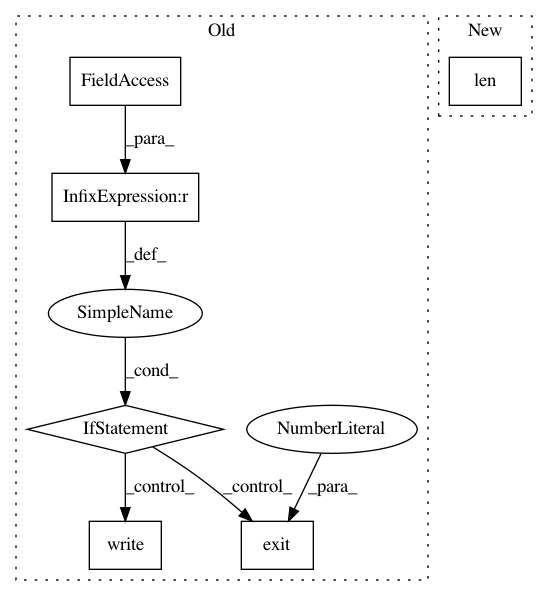 Old
New
FieldAccess
len
_para_
InfixExpression:r
_def_
SimpleName
_cond_
IfStatement
NumberLiteral
_control_
_control_
_para_
write
exit